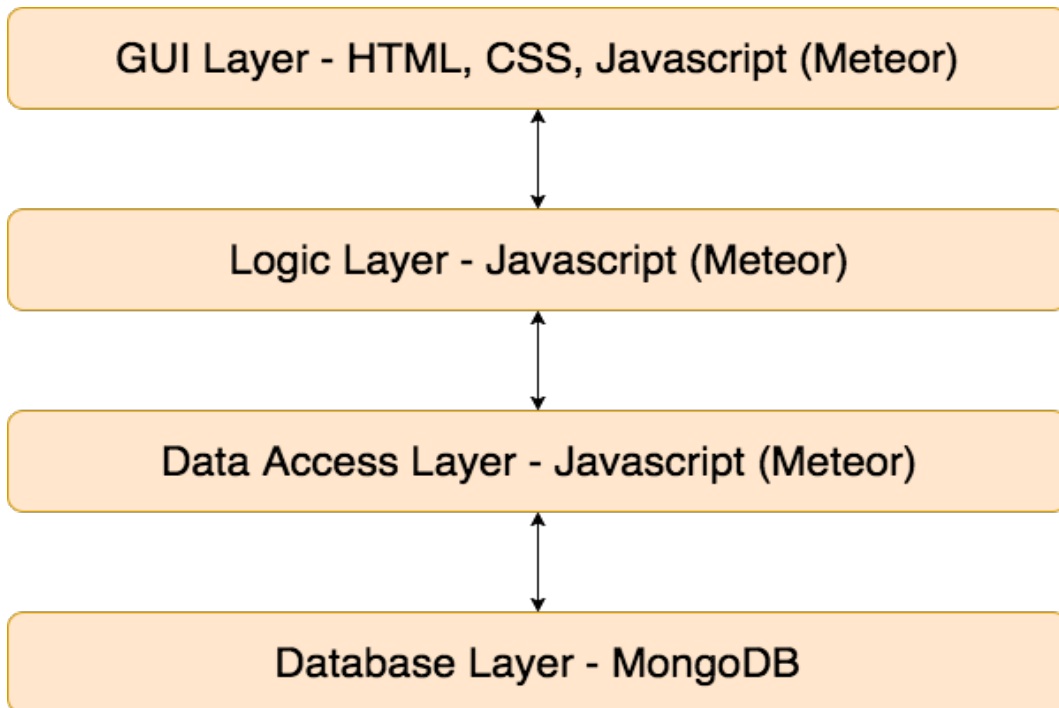 GUI Layer - HTML, CSS, Javascript (Meteor)
Logic Layer - Javascript (Meteor)
Data Access Layer - Javascript (Meteor)
Database Layer - MongoDB